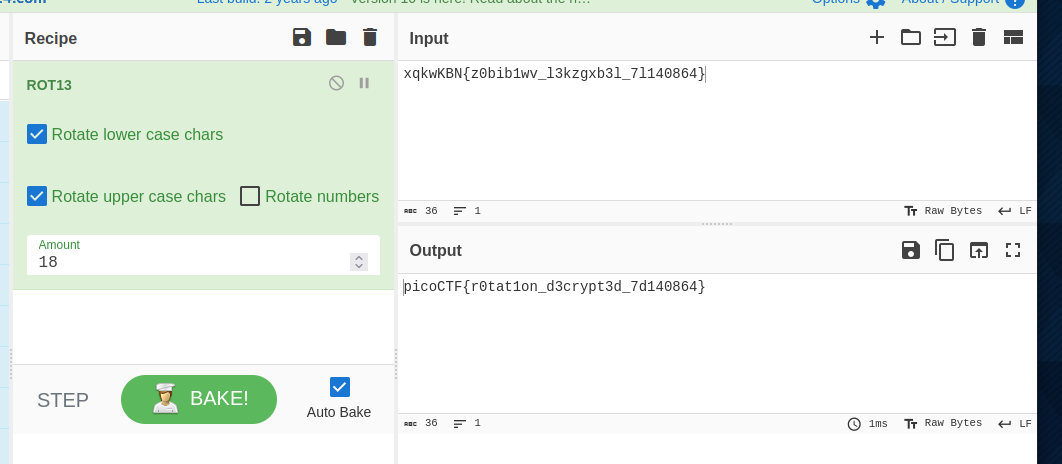 Last build: 2 years ago - Version 10 is here! Read about the n…
Options
About / Support
Recipe
ROT13
Rotate lower case chars
Rotate upper case chars
Rotate numbers
Amount
18
STEP
BAKE!
Auto Bake
Input
xqkwKBN{z0bib1wv_l3kzgxb3l_7l140864}
ABC 36 1
Tт Raw Bytes LF
Output
picoCTF{r0tat1on_d3crypt3d_7d140864}
ABC 36 1
1ms Tт Raw Bytes LF